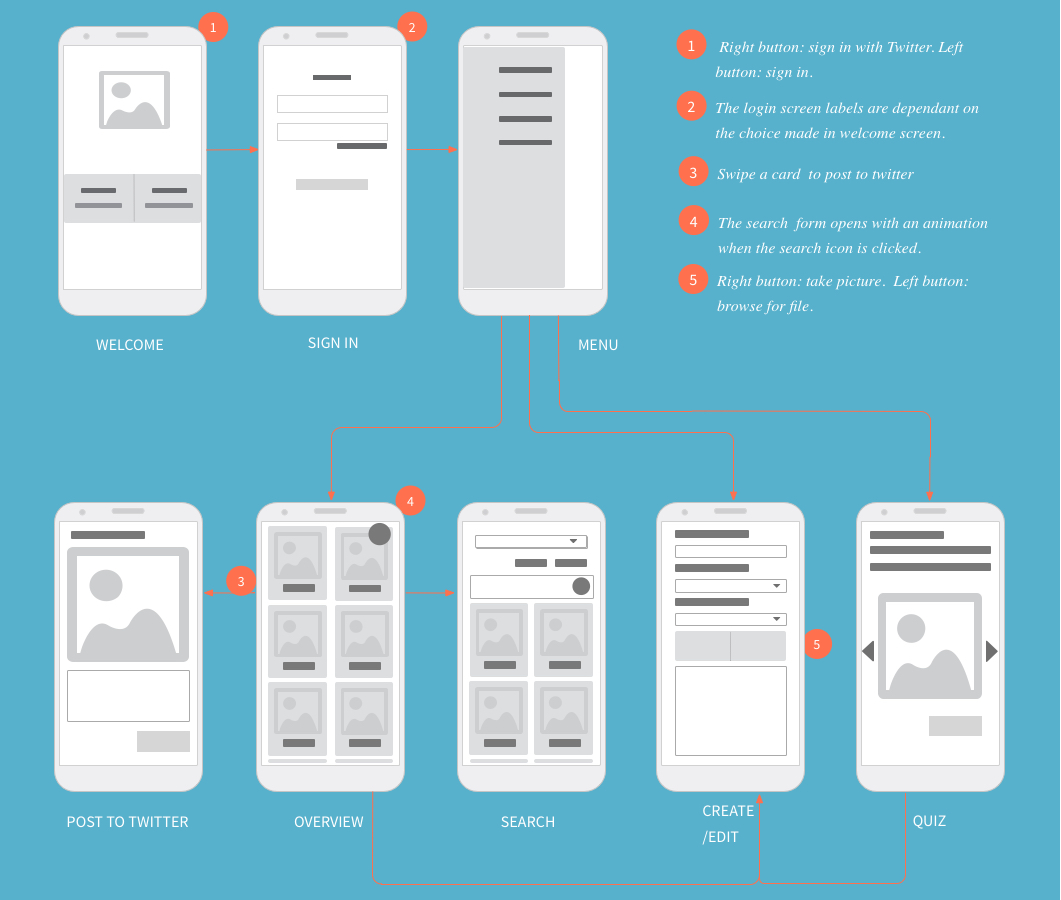 1
2
1 Right button: sign in with Twitter. Left
button: sign in.
2 The login screen labels are dependant on
the choice made in welcome screen.
3 Swipe a card to post to twitter
4 The search form opens with an animation
when the search icon is clicked.
5 Right button: take picture. Left button:
browse for file.
WELCOME
SIGN IN
MENU
4
3
5
POST TO TWITTER
OVERVIEW
SEARCH
CREATE
/EDIT
QUIZ